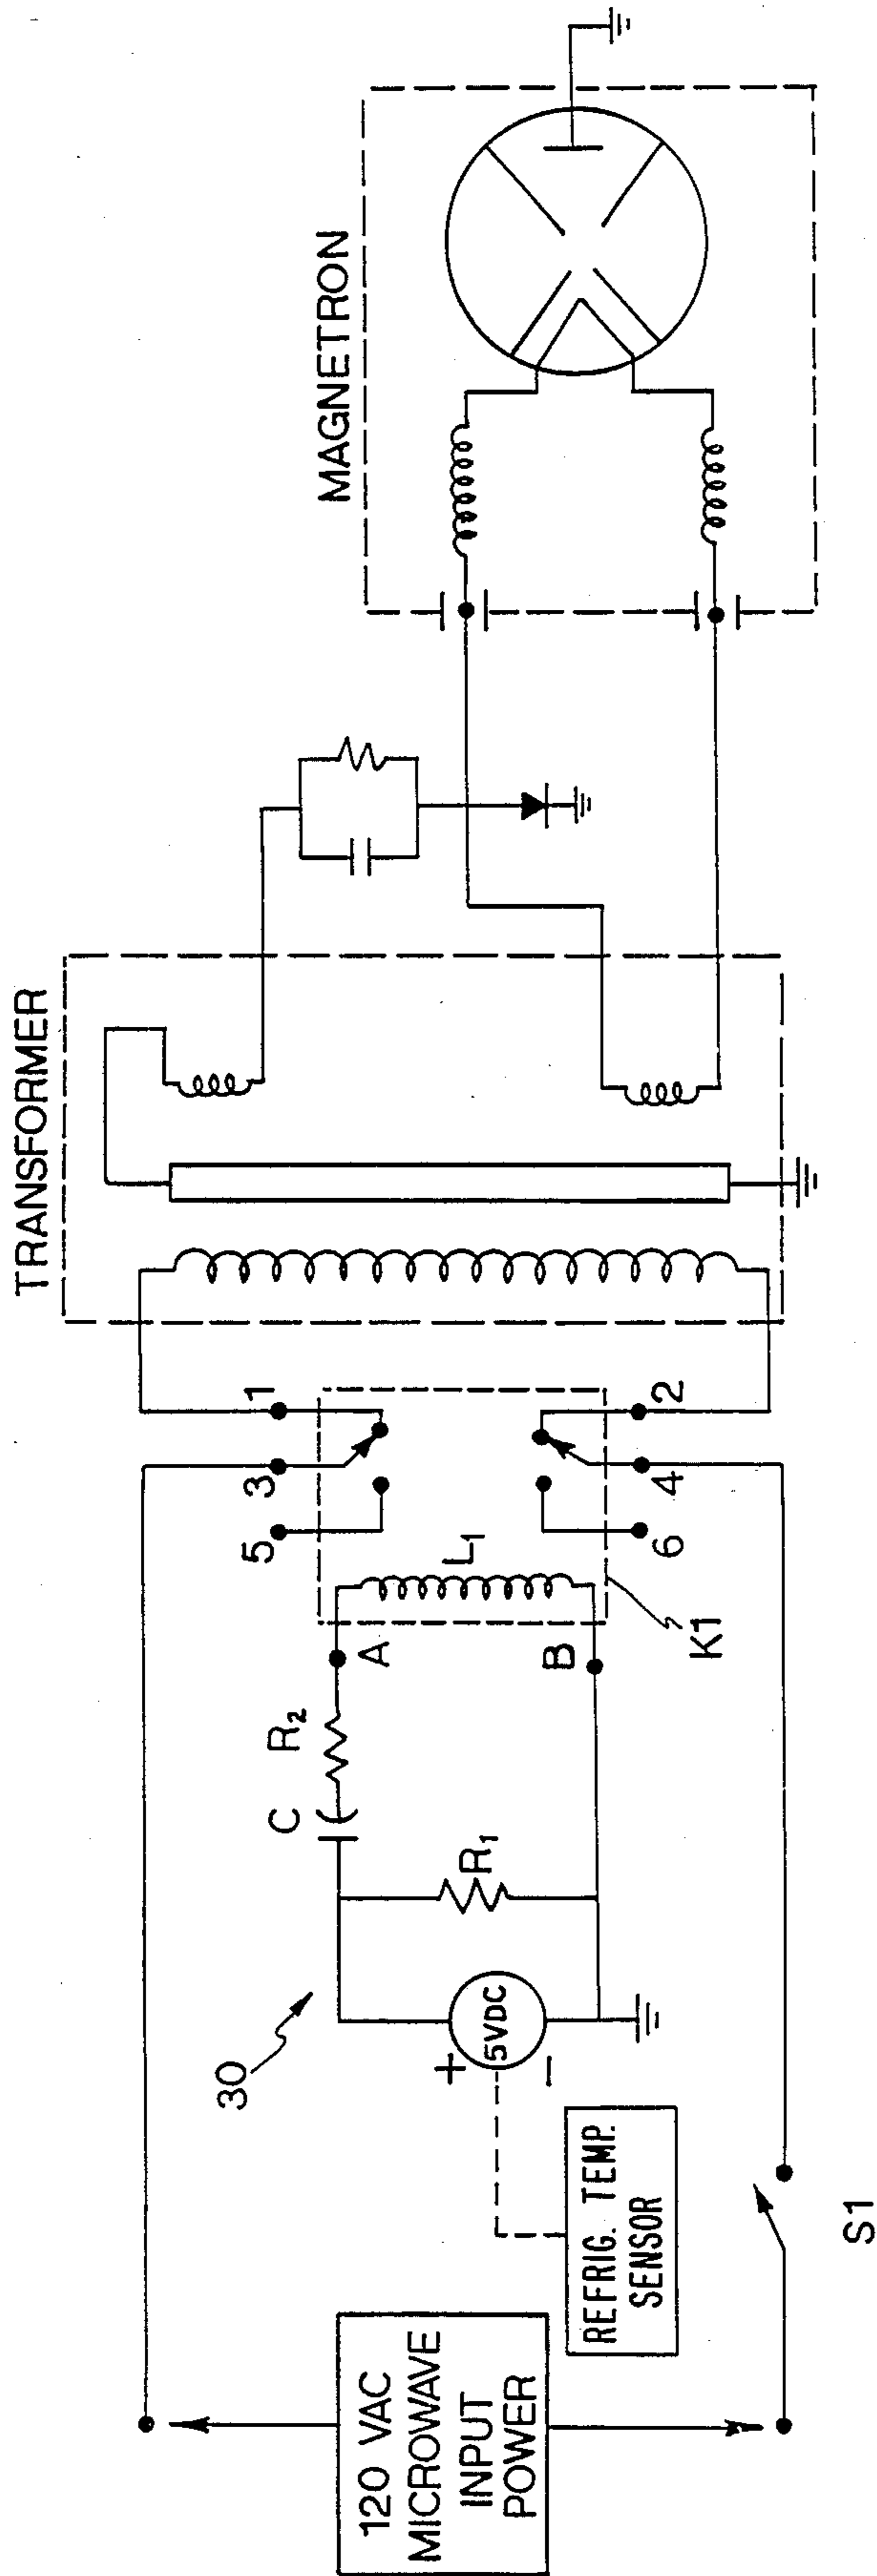 TRANSFORMER
MAGNETRON
30
C
R2
A
L1
5
3
1
5VDC
+
−
R1
B
6
4
2
K1
120 VAC
MICROWAVE
INPUT
POWER
REFRIG. TEMP.
SENSOR
S1